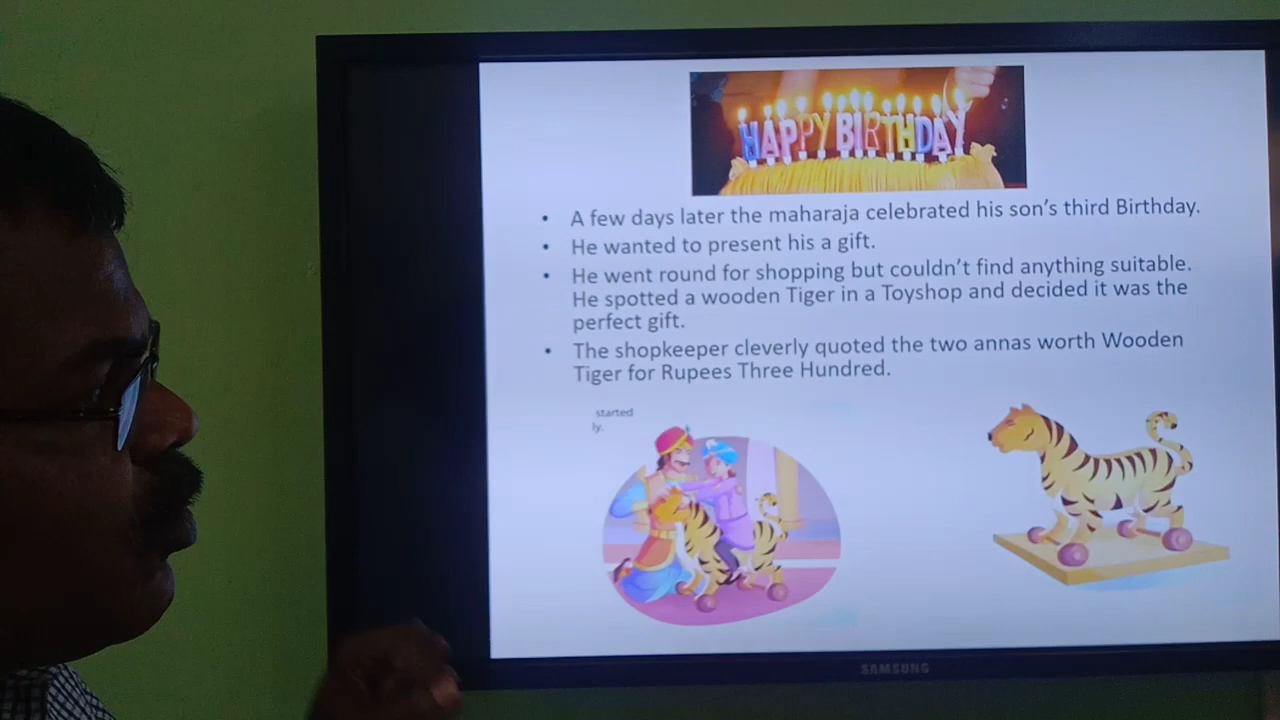 HAPPY BIRTHDAY
• A few days later the maharaja celebrated his son's third Birthday.
• He wanted to present his a gift.
• He went round for shopping but couldn't find anything suitable.
He spotted a wooden Tiger in a Toyshop and decided it was the
perfect gift.
• The shopkeeper cleverly quoted the two annas worth Wooden
Tiger for Rupees Three Hundred.
started
ly.
SAMSUNG